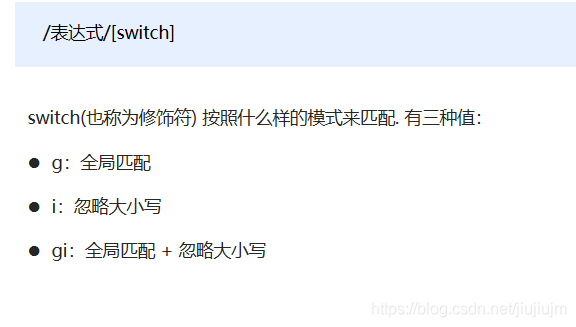 /表达式/[switch]
switch(也称为修饰符) 按照什么样的模式来匹配. 有三种值：
● g：全局匹配
● i：忽略大小写
● gi：全局匹配 + 忽略大小写
https://blog.csdn.net/jiujiujm